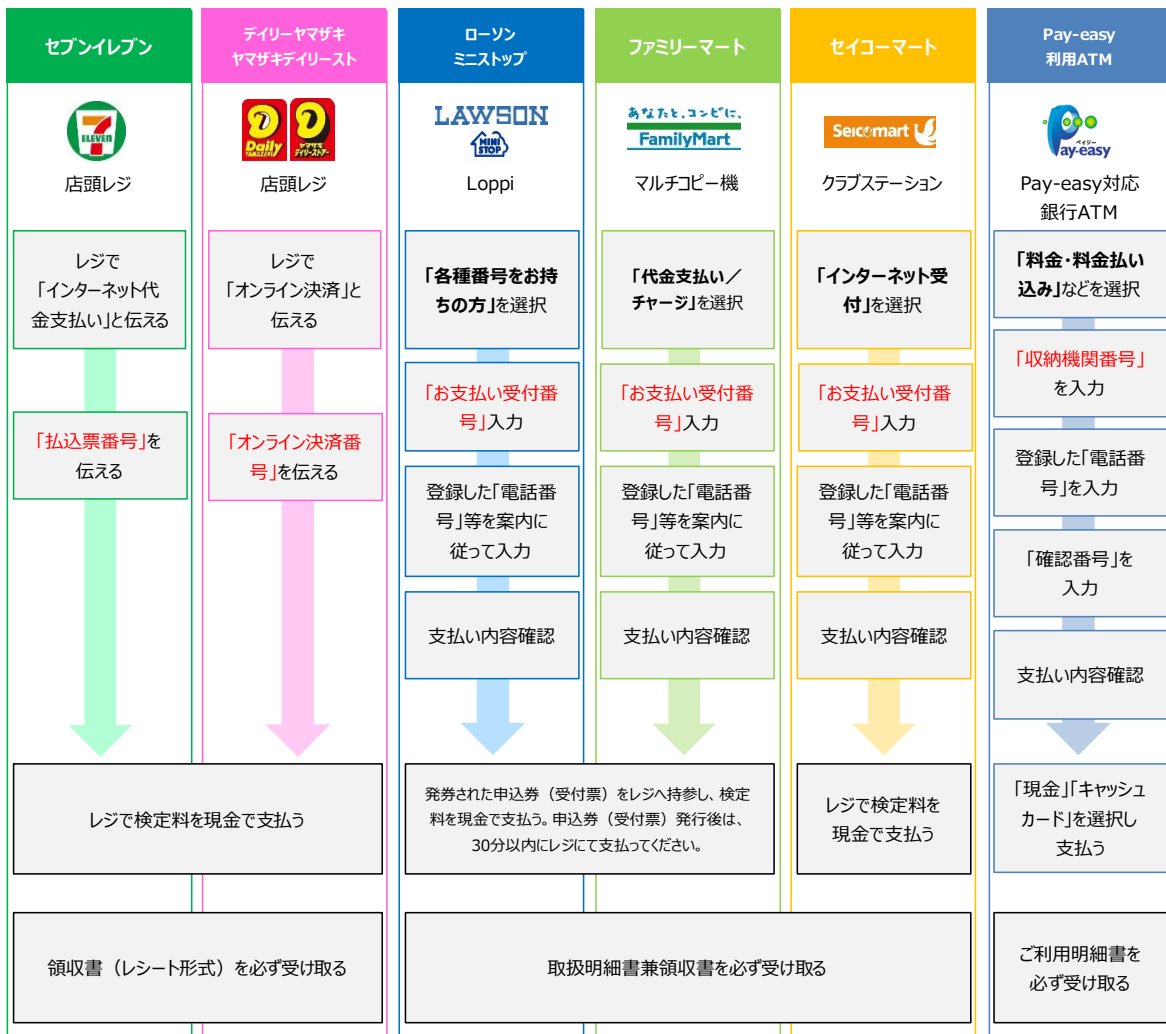 セブンイレブン
デイリーヤマザキ
ヤマザキデイリースト
ローソン
ミニストップ
ファミリーマート
セイコーマート
Pay-easy
利用ATM
7
ELEVEN
店頭レジ
Daily
YAMAZAKI
ヤマザキ
デイリーストアー
店頭レジ
LAWSON
MINI
STOP
Loppi
あなたと、コンビに、
FamilyMart
マルチコピー機
Seicomart
クラブステーション
ペイジー
Pay-easy
Pay-easy対応
銀行ATM
レジで
「インターネット代
金支払い」と伝える
「払込票番号」を
伝える
レジで
「オンライン決済」と
伝える
「オンライン決済番
号」を伝える
「各種番号をお持
ちの方」を選択
「お支払い受付番
号」入力
登録した「電話番
号」等を案内に
従って入力
支払い内容確認
「代金支払い／
チャージ」を選択
「お支払い受付番
号」入力
登録した「電話番
号」等を案内に
従って入力
支払い内容確認
「インターネット受
付」を選択
「お支払い受付番
号」入力
登録した「電話番
号」等を案内に
従って入力
支払い内容確認
「料金・料金払い
込み」などを選択
「収納機関番号」
を入力
登録した「電話番
号」を入力
「確認番号」を
入力
支払い内容確認
レジで検定料を現金で支払う
発券された申込券（受付票）をレジへ持参し、検定
料を現金で支払う。申込券（受付票）発行後は、
30分以内にレジにて支払ってください。
レジで検定料を
現金で支払う
「現金」「キャッシュ
カード」を選択し
支払う
領収書（レシート形式）を必ず受け取る
取扱明細書兼領収書を必ず受け取る
ご利用明細書を
必ず受け取る